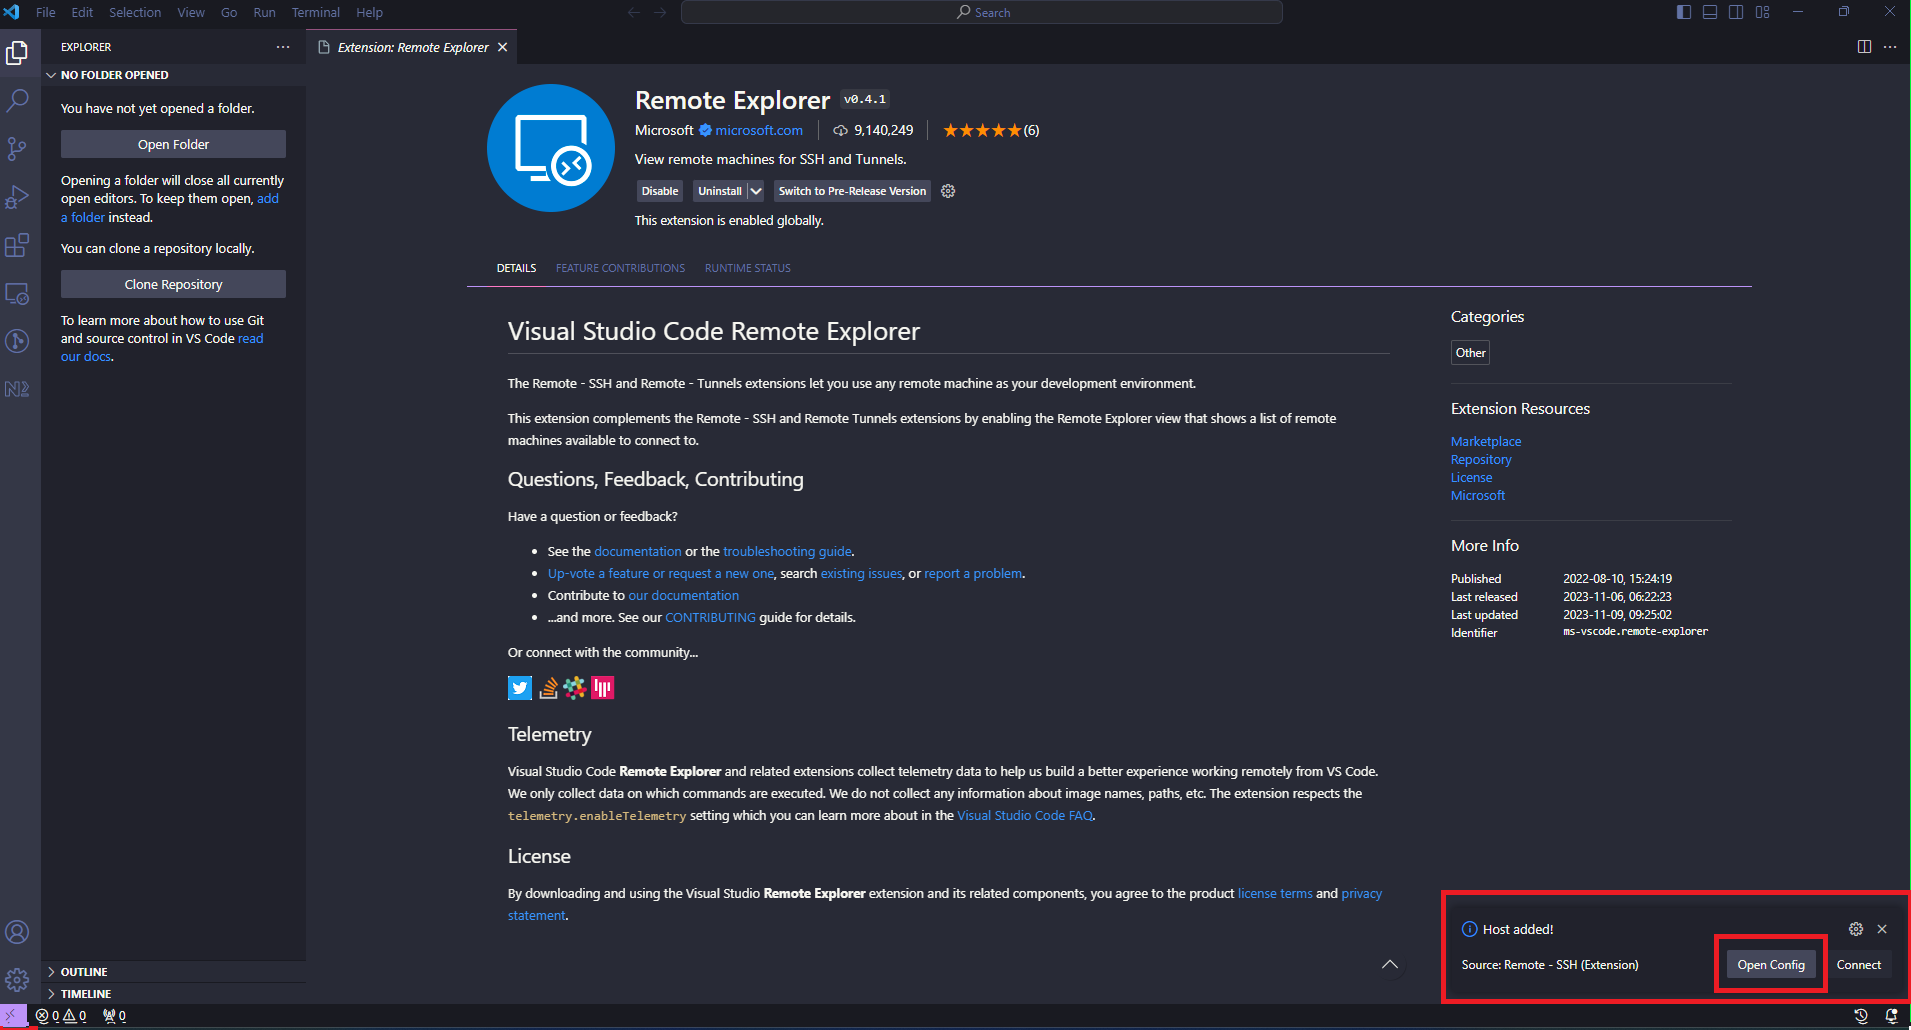 File Edit Selection View Go Run Terminal Help
Search
EXPLORER
Extension: Remote Explorer
NO FOLDER OPENED
You have not yet opened a folder.
Open Folder
Opening a folder will close all currently
open editors. To keep them open, add
a folder instead.
You can clone a repository locally.
Clone Repository
To learn more about how to use Git
and source control in VS Code read
our docs.
OUTLINE
TIMELINE
Remote Explorer v0.4.1
Microsoft microsoft.com 9,140,249 (6)
View remote machines for SSH and Tunnels.
Disable Uninstall Switch to Pre-Release Version
This extension is enabled globally.
DETAILS FEATURE CONTRIBUTIONS RUNTIME STATUS
Visual Studio Code Remote Explorer
The Remote - SSH and Remote - Tunnels extensions let you use any remote machine as your development environment.
This extension complements the Remote - SSH and Remote Tunnels extensions by enabling the Remote Explorer view that shows a list of remote
machines available to connect to.
Questions, Feedback, Contributing
Have a question or feedback?
• See the documentation or the troubleshooting guide.
• Up-vote a feature or request a new one, search existing issues, or report a problem.
• Contribute to our documentation
• ...and more. See our CONTRIBUTING guide for details.
Or connect with the community...
Telemetry
Visual Studio Code Remote Explorer and related extensions collect telemetry data to help us build a better experience working remotely from VS Code.
We only collect data on which commands are executed. We do not collect any information about image names, paths, etc. The extension respects the
telemetry.enableTelemetry setting which you can learn more about in the Visual Studio Code FAQ.
License
By downloading and using the Visual Studio Remote Explorer extension and its related components, you agree to the product license terms and privacy
statement.
Categories
Other
Extension Resources
Marketplace
Repository
License
Microsoft
More Info
Published 2022-08-10, 15:24:19
Last released 2023-11-06, 06:22:23
Last updated 2023-11-09, 09:25:02
Identifier ms-vscode.remote-explorer
Host added!
Source: Remote - SSH (Extension) Open Config Connect
0 0 0